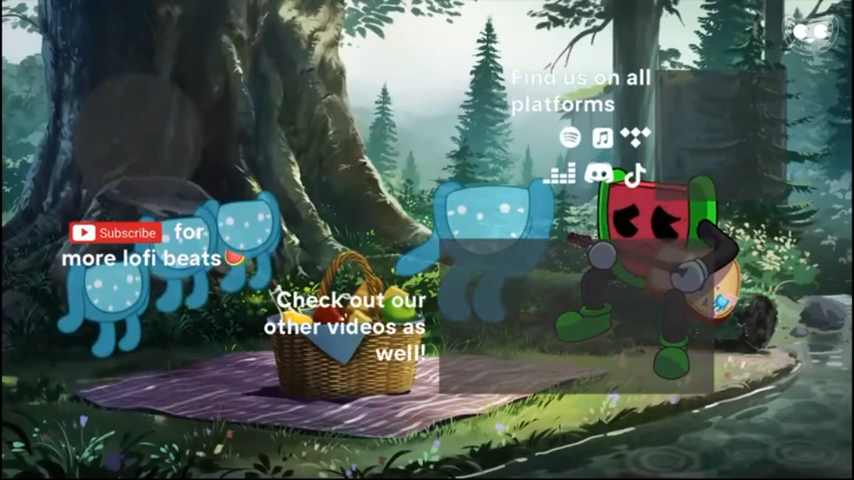 Find us on all
platforms
Subscribe for
more lofi beats🍉
Check out our
other videos as
well!